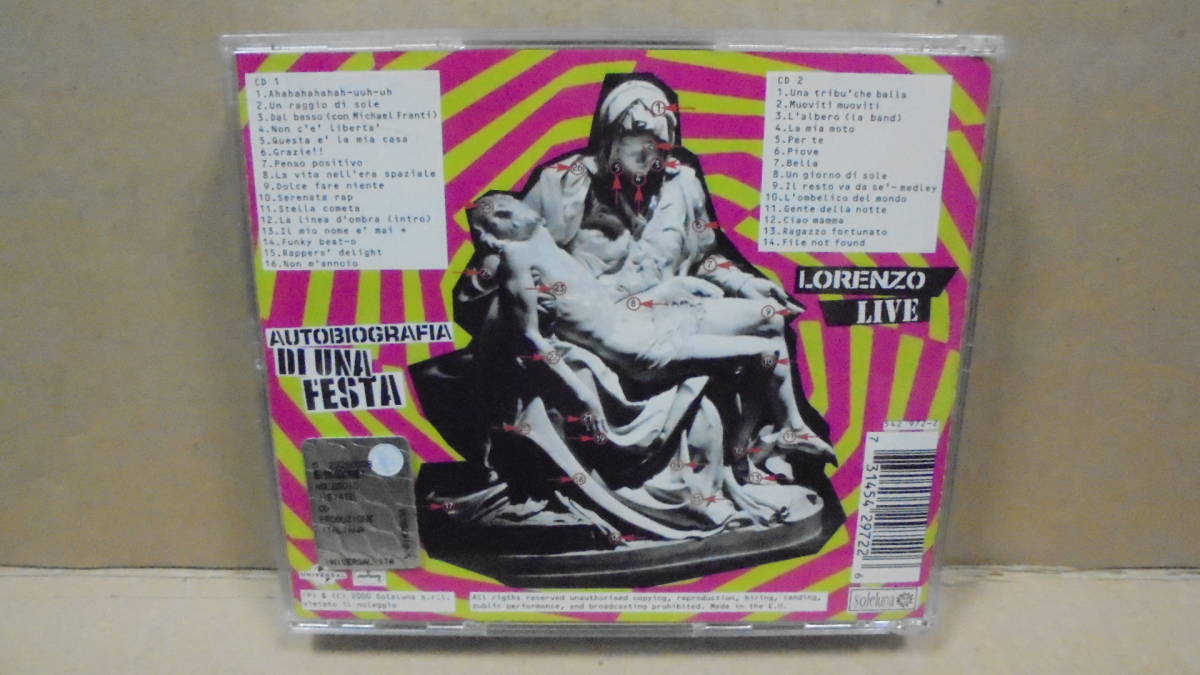 CD 1
1.Ahahahahahah-uuh-uh
2.Un raggio di sole
3.Dal basso (con Michael Franti)
4.Non c'e' liberta'
5.Questa e' la mia casa
6.Grazie!!
7.Penso positivo
8.La vita nell'era spaziale
9.Dolce fare niente
10.Serenata rap
11.Stella cometa
12.La linea d'ombra (intro)
13.Il mio nome e' mai +
14.Funky beat-o
15.Rappers' delight
16.Non m'annoio
CD 2
1.Una tribu'che balla
2.Muoviti muoviti
3.L'albero (la band)
4.La mia moto
5.Per te
6.Piove
7.Bella
8.Un giorno di sole
9.Il resto va da se'- medley
10.L'ombelico del mondo
11.Gente della notte
12.Ciao mamma
13.Ragazzo fortunato
14.File not found
LORENZO
LIVE
AUTOBIOGRAFIA
DI UNA
FESTA
542 972-2
7 31454 29722 6
CD
ITALIANA
UNIVERSAL
(P) & (C) 2000 Soleluna s.r.l.
vietato il noleggio
All rigths reserved unauthorised copying, reproduction, hiring, lending,
public performance, and broadcasting prohibited. Made in the E.U.
Soleluna